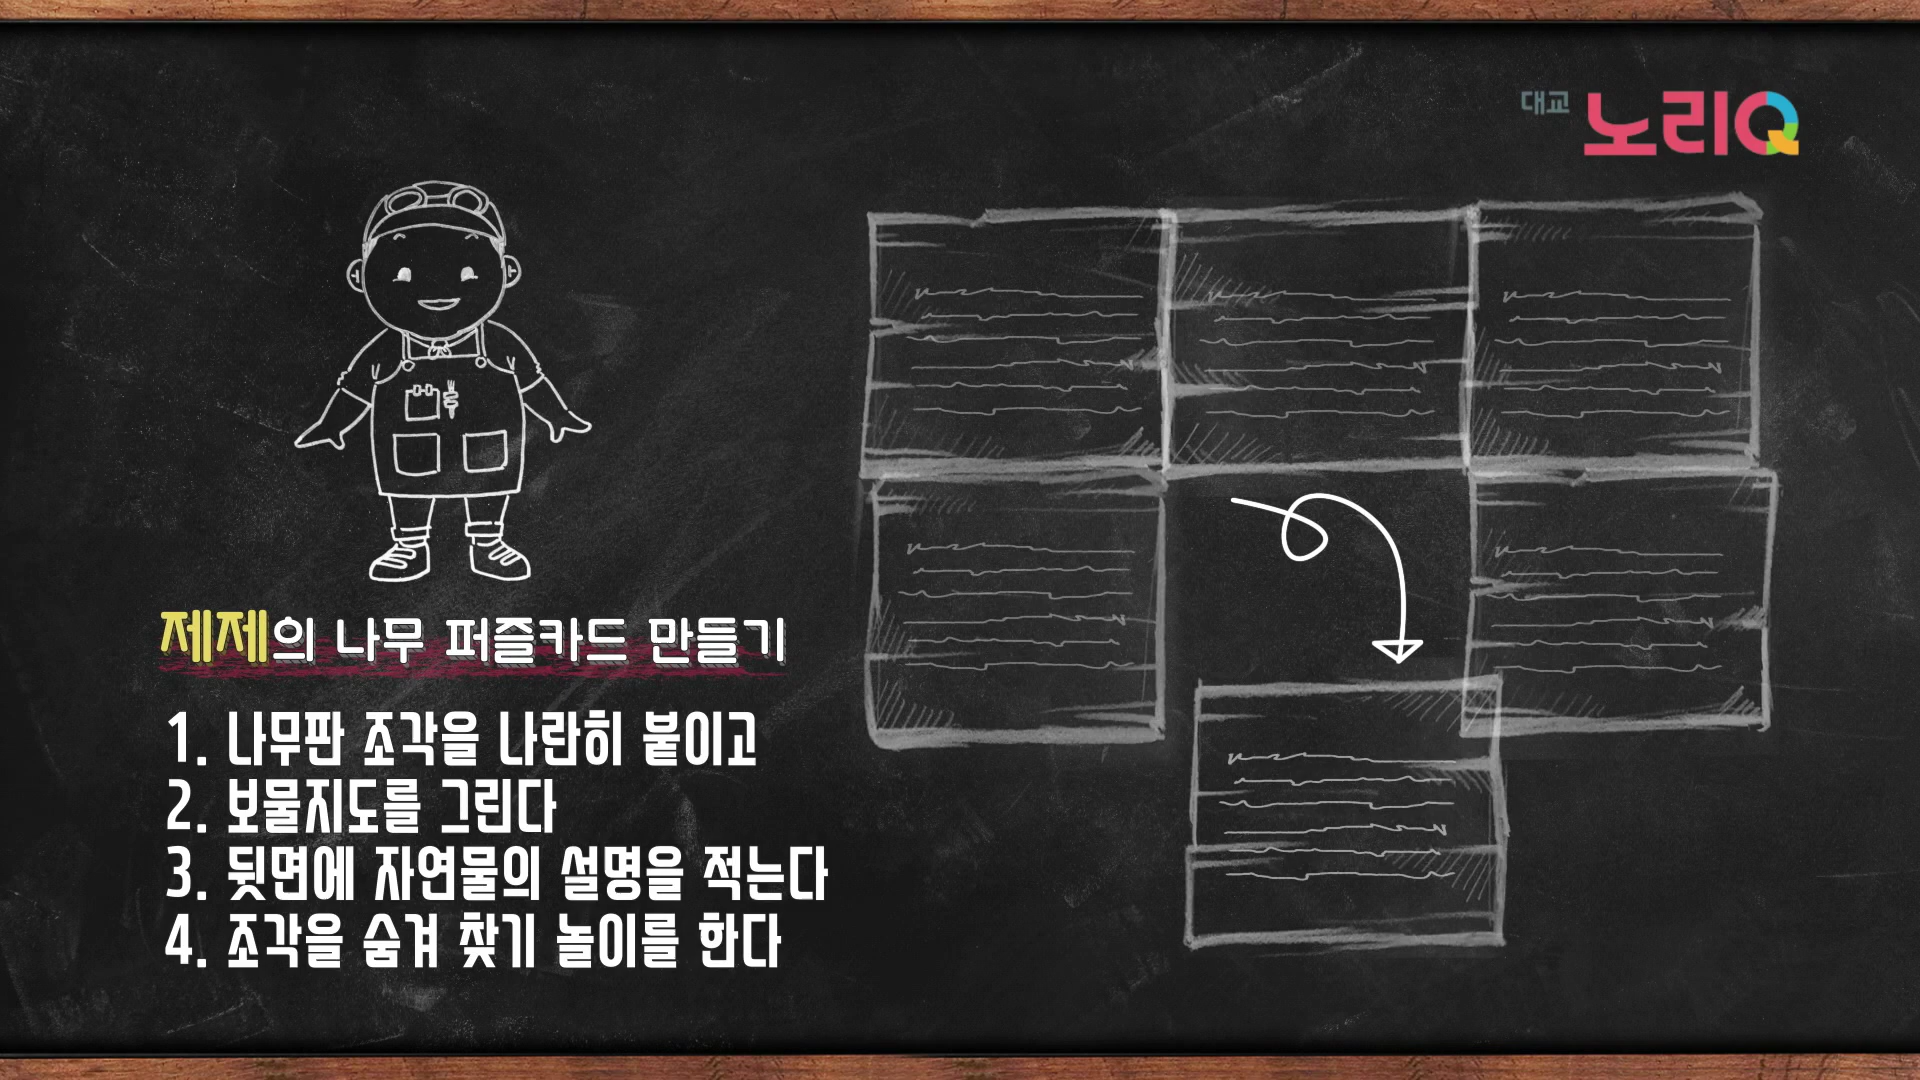 대교 노리Q
제제의 나무 퍼즐카드 만들기
1. 나무판 조각을 나란히 붙이고
2. 보물지도를 그린다
3. 뒷면에 자연물의 설명을 적는다
4. 조각을 숨겨 찾기 놀이를 한다